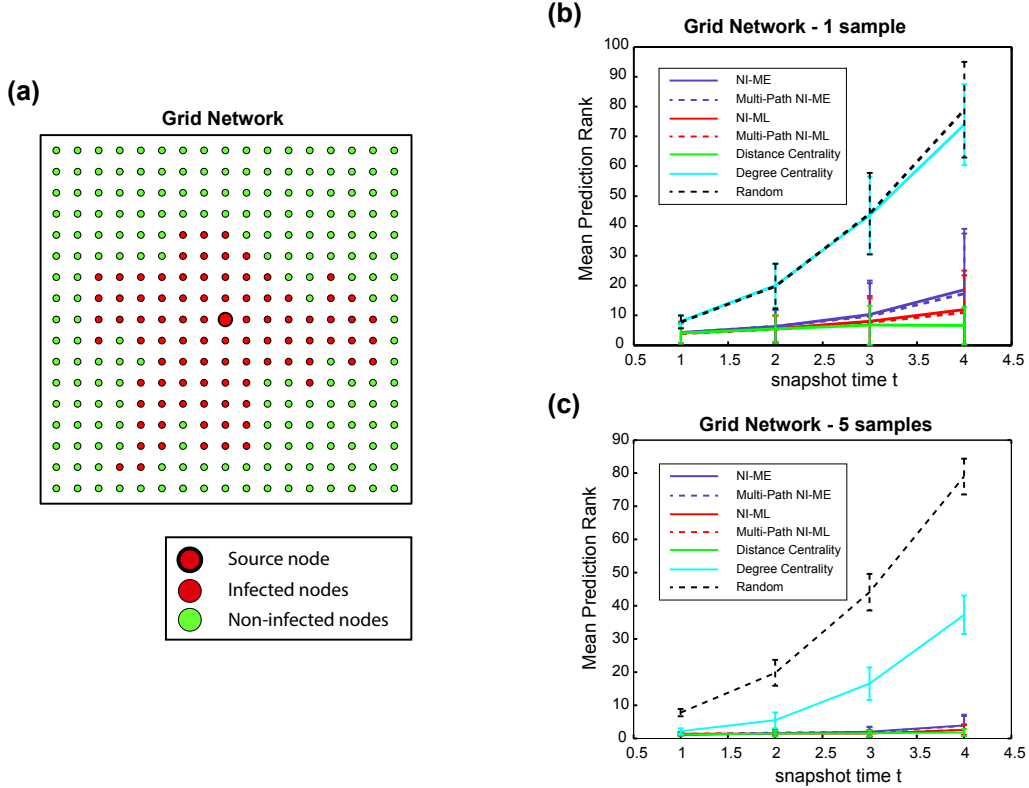 (a)
Grid Network
Source node
Infected nodes
Non-infected nodes
(b)
Grid Network - 1 sample
Mean Prediction Rank
100
90
80
70
60
50
40
30
20
10
0
NI-ME
Multi-Path NI-ME
NI-ML
Multi-Path NI-ML
Distance Centrality
Degree Centrality
Random
0.5 1 1.5 2 2.5 3 3.5 4 4.5
snapshot time t
(c)
Grid Network - 5 samples
Mean Prediction Rank
90
80
70
60
50
40
30
20
10
0
NI-ME
Multi-Path NI-ME
NI-ML
Multi-Path NI-ML
Distance Centrality
Degree Centrality
Random
0.5 1 1.5 2 2.5 3 3.5 4 4.5
snapshot time t